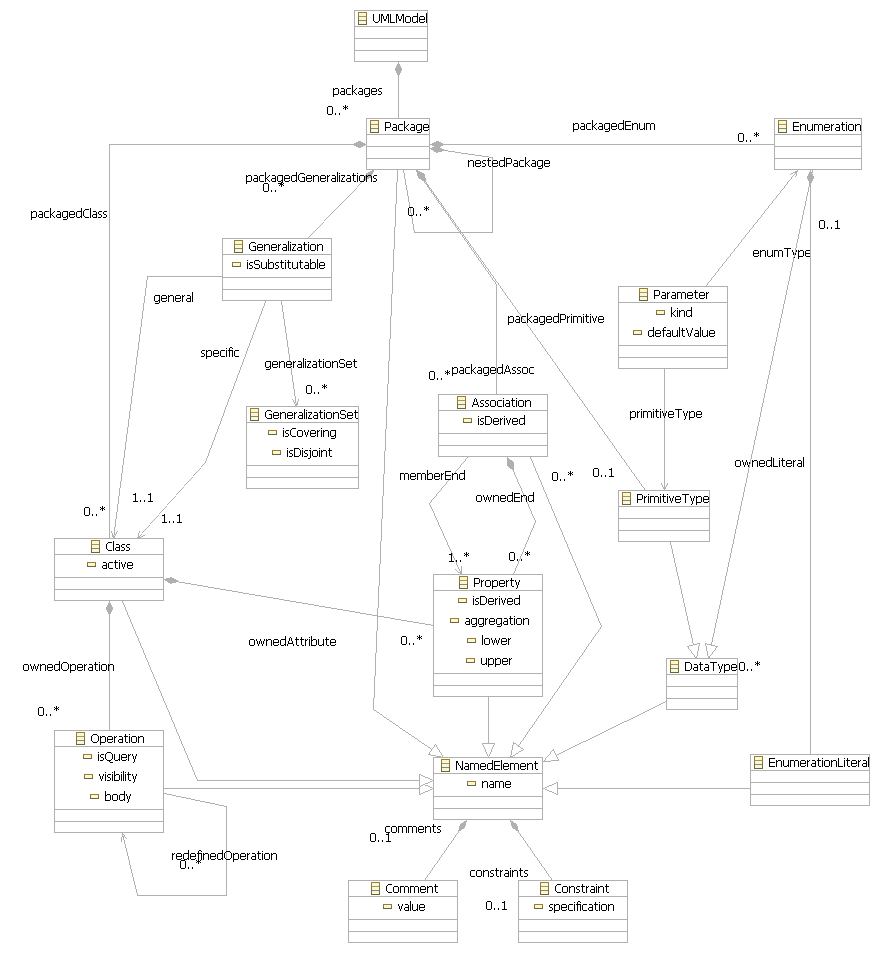 UMLModel
packages
0..*
Package
packagedEnum
0..*
Enumeration
nestedPackage
packagedGeneralizations
0..*
0..*
packagedClass
0..1
Generalization
isSubstitutable
enumType
general
Parameter
kind
defaultValue
packagedPrimitive
specific
generalizationSet
0..*
0..*
packagedAssoc
Association
isDerived
GeneralizationSet
isCovering
isDisjoint
primitiveType
ownedLiteral
memberEnd
0..*
0..1
ownedEnd
PrimitiveType
1..1
0..*
1..1
Class
active
1..*
0..*
Property
isDerived
aggregation
lower
upper
ownedAttribute
0..*
ownedOperation
DataType
0..*
0..*
Operation
isQuery
visibility
body
NamedElement
name
EnumerationLiteral
comments
0..1
redefinedOperation
0..*
constraints
Comment
value
0..1
Constraint
specification